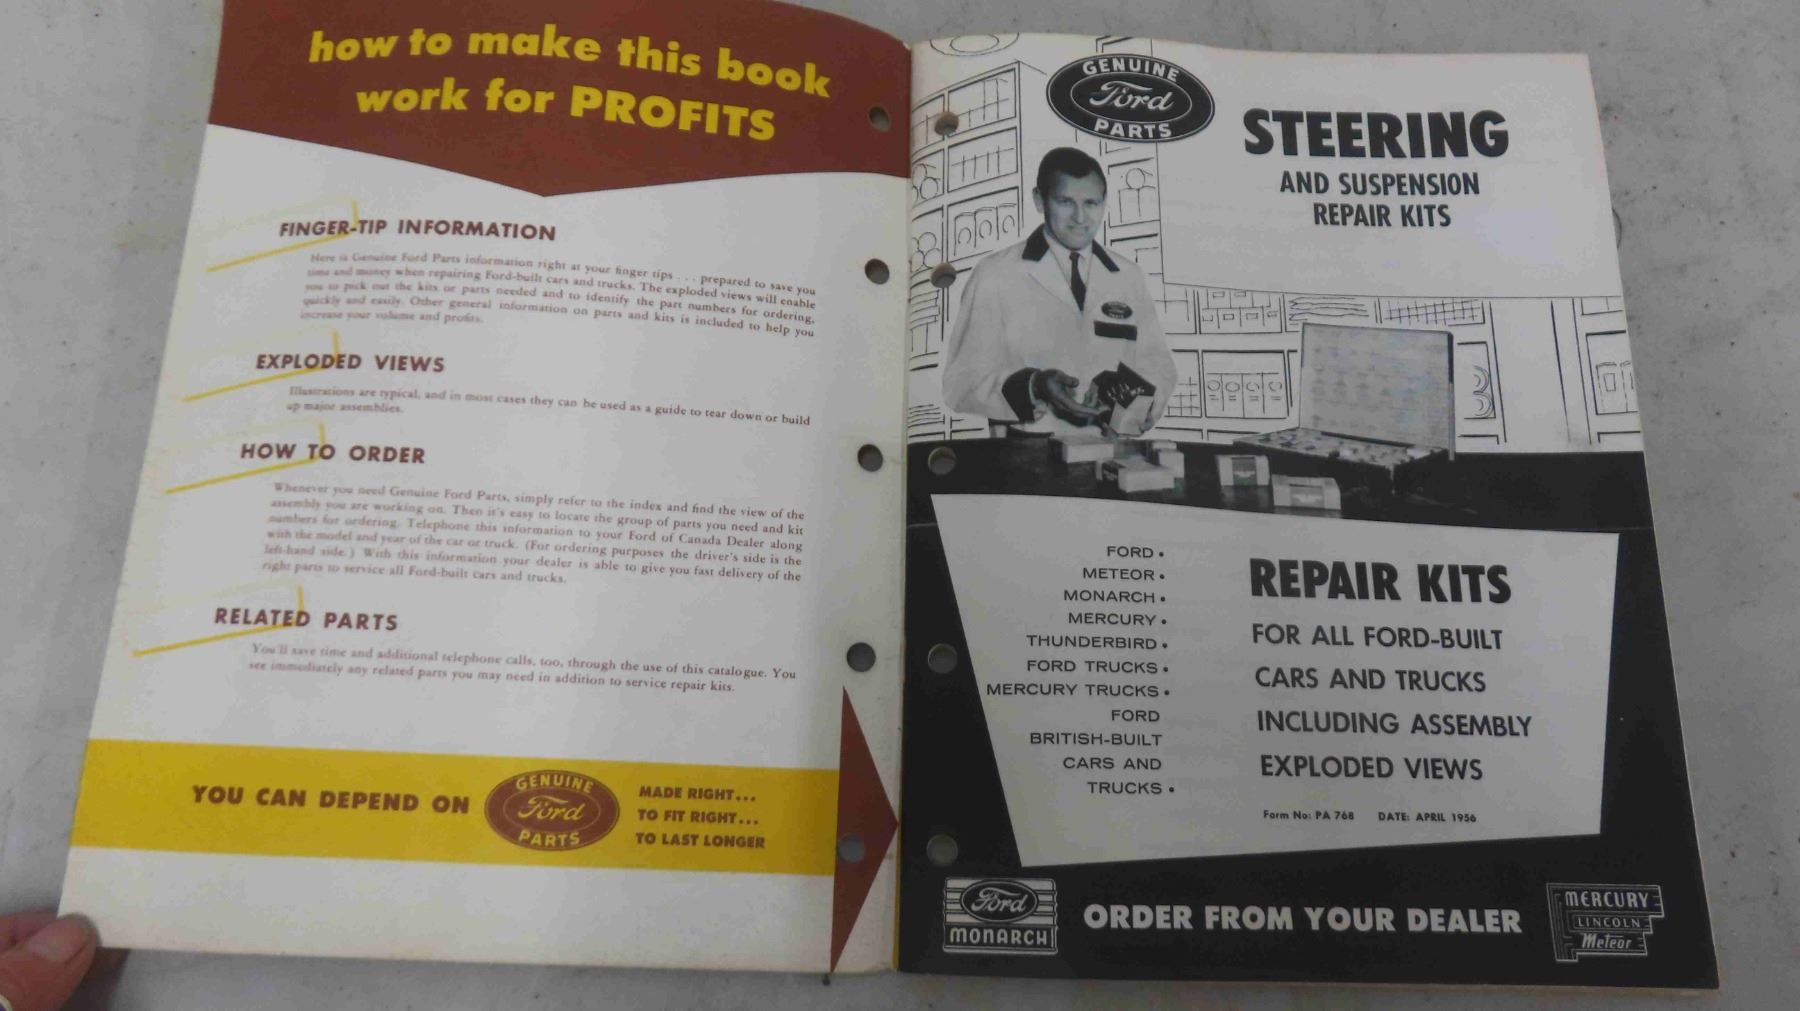 how to make this book
work for PROFITS
FINGER-TIP INFORMATION
Here is Genuine Ford Parts information right at your finger tips . . . prepared to save you
time and money when repairing Ford-built cars and trucks. The exploded views will enable
you to pick out the kits or parts needed and to identify the part numbers for ordering,
quickly and easily. Other general information on parts and kits is included to help you
increase your volume and profits.
EXPLODED VIEWS
Illustrations are typical, and in most cases they can be used as a guide to tear down or build
up major assemblies.
HOW TO ORDER
Whenever you need Genuine Ford Parts, simply refer to the index and find the view of the
assembly you are working on. Then it's easy to locate the group of parts you need and kit
numbers for ordering. Telephone this information to your Ford of Canada Dealer along
with the model and year of the car or truck. (For ordering purposes the driver's side is the
left-hand side.) With this information your dealer is able to give you fast delivery of the
right parts to service all Ford-built cars and trucks.
RELATED PARTS
You'll save time and additional telephone calls, too, through the use of this catalogue. You
see immediately any related parts you may need in addition to service repair kits.
YOU CAN DEPEND ON
GENUINE
Ford
PARTS
MADE RIGHT...
TO FIT RIGHT...
TO LAST LONGER
GENUINE
Ford
PARTS
STEERING
AND SUSPENSION
REPAIR KITS
FORD •
METEOR •
MONARCH •
MERCURY •
THUNDERBIRD •
FORD TRUCKS •
MERCURY TRUCKS •
FORD
BRITISH-BUILT
CARS AND
TRUCKS •
REPAIR KITS
FOR ALL FORD-BUILT
CARS AND TRUCKS
INCLUDING ASSEMBLY
EXPLODED VIEWS
Form No: PA 768 DATE: APRIL 1956
Ford
MONARCH
ORDER FROM YOUR DEALER
MERCURY
LINCOLN
Meteor